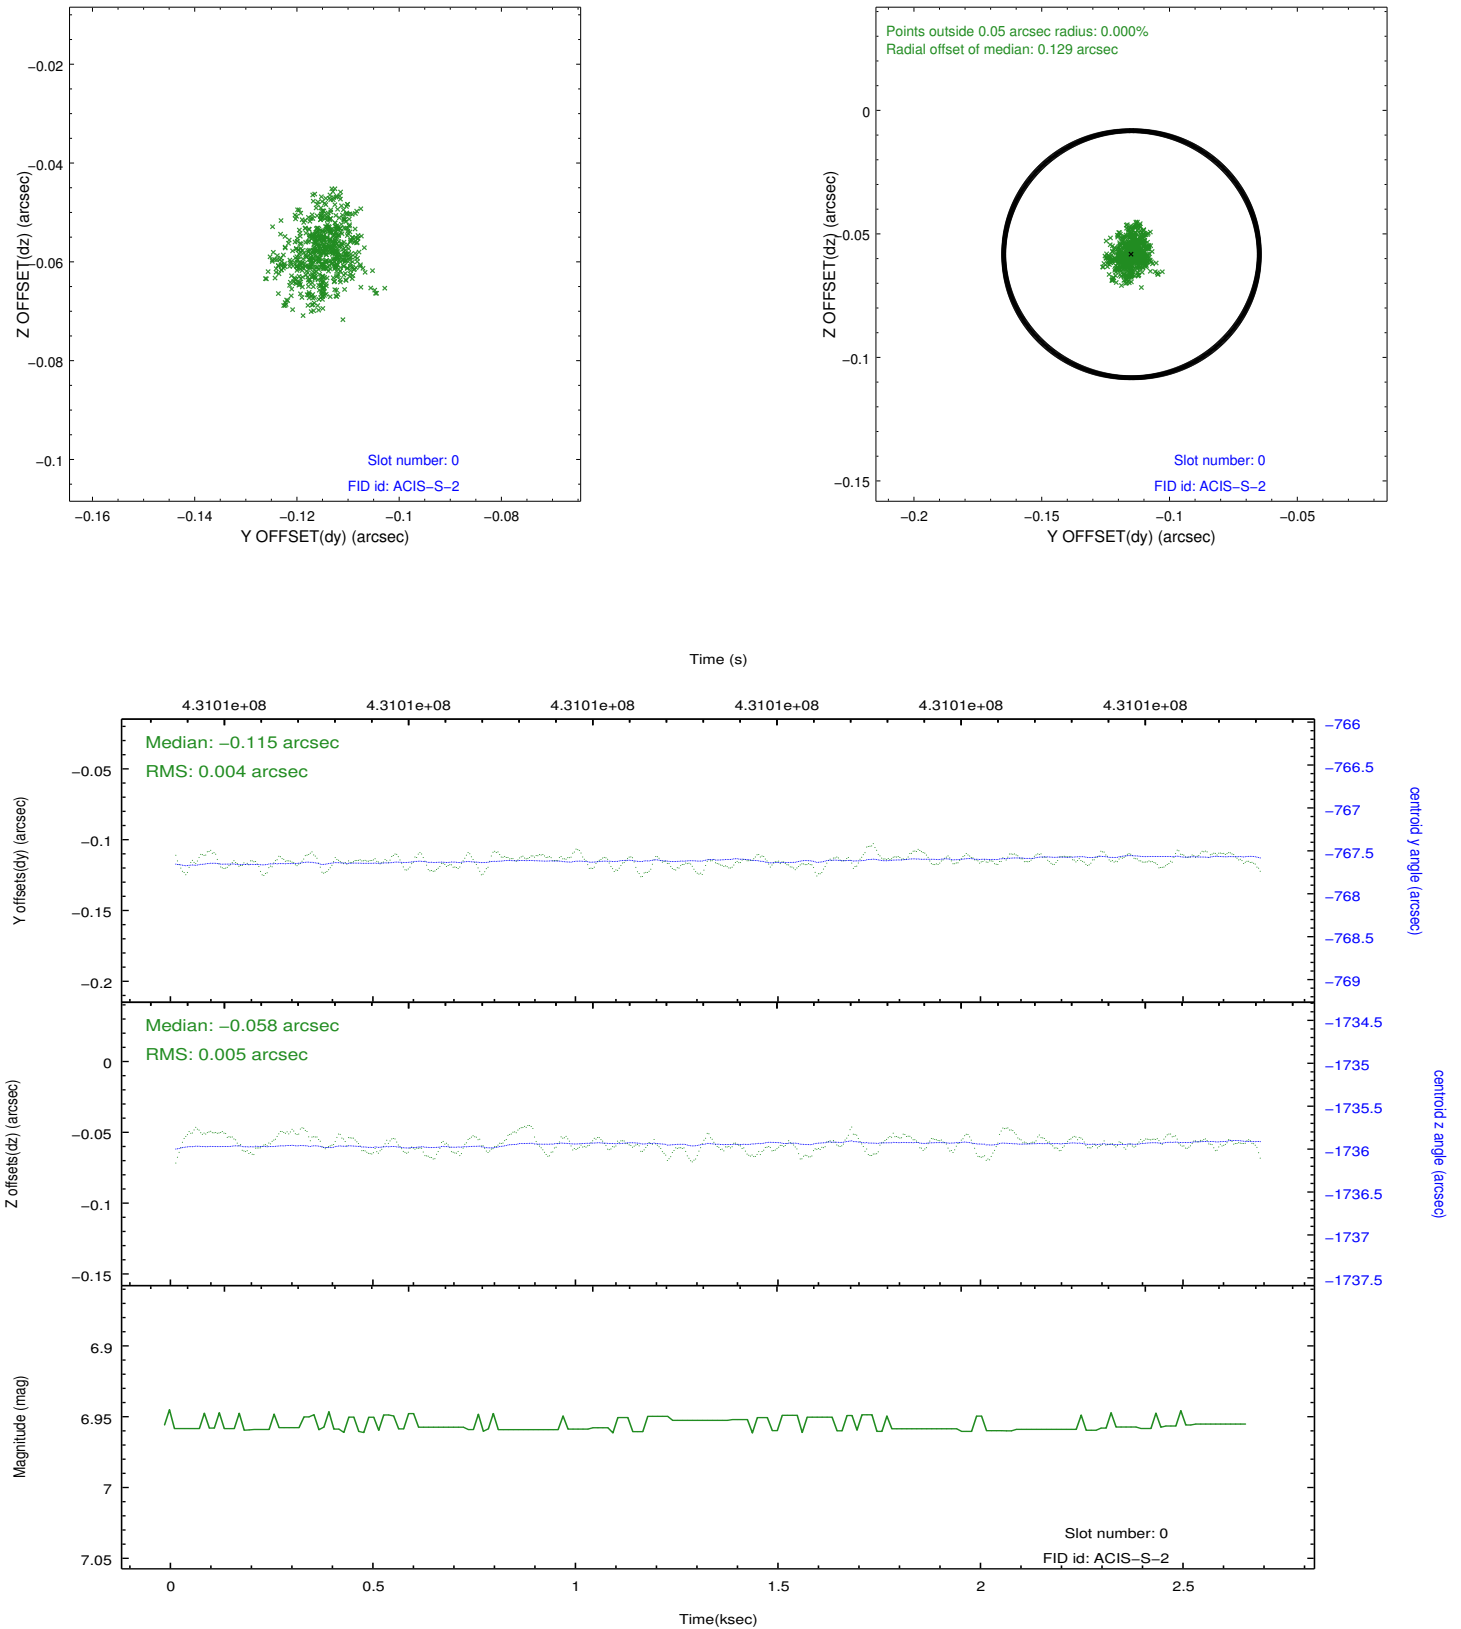 −0.02
−0.04
−0.06
−0.08
−0.1
Z OFFSET(dz) (arcsec)
Slot number: 0
FID id: ACIS−S−2
−0.16 −0.14 −0.12 −0.1 −0.08
Y OFFSET(dy) (arcsec)
Points outside 0.05 arcsec radius: 0.000%
Radial offset of median: 0.129 arcsec
0
−0.05
−0.1
−0.15
Z OFFSET(dz) (arcsec)
Slot number: 0
FID id: ACIS−S−2
−0.2 −0.15 −0.1 −0.05
Y OFFSET(dy) (arcsec)
Time (s)
4.3101e+08 4.3101e+08 4.3101e+08 4.3101e+08 4.3101e+08 4.3101e+08
Median: −0.115 arcsec
RMS: 0.004 arcsec
−0.05
−0.1
−0.15
−0.2
Y offsets(dy) (arcsec)
−766
−766.5
−767
−767.5
−768
−768.5
−769
centroid y angle (arcsec)
Median: −0.058 arcsec
RMS: 0.005 arcsec
0
−0.05
−0.1
−0.15
Z offsets(dz) (arcsec)
−1734.5
−1735
−1735.5
−1736
−1736.5
−1737
−1737.5
centroid z angle (arcsec)
6.9
6.95
7
7.05
Magnitude (mag)
Slot number: 0
FID id: ACIS−S−2
0 0.5 1 1.5 2 2.5
Time(ksec)